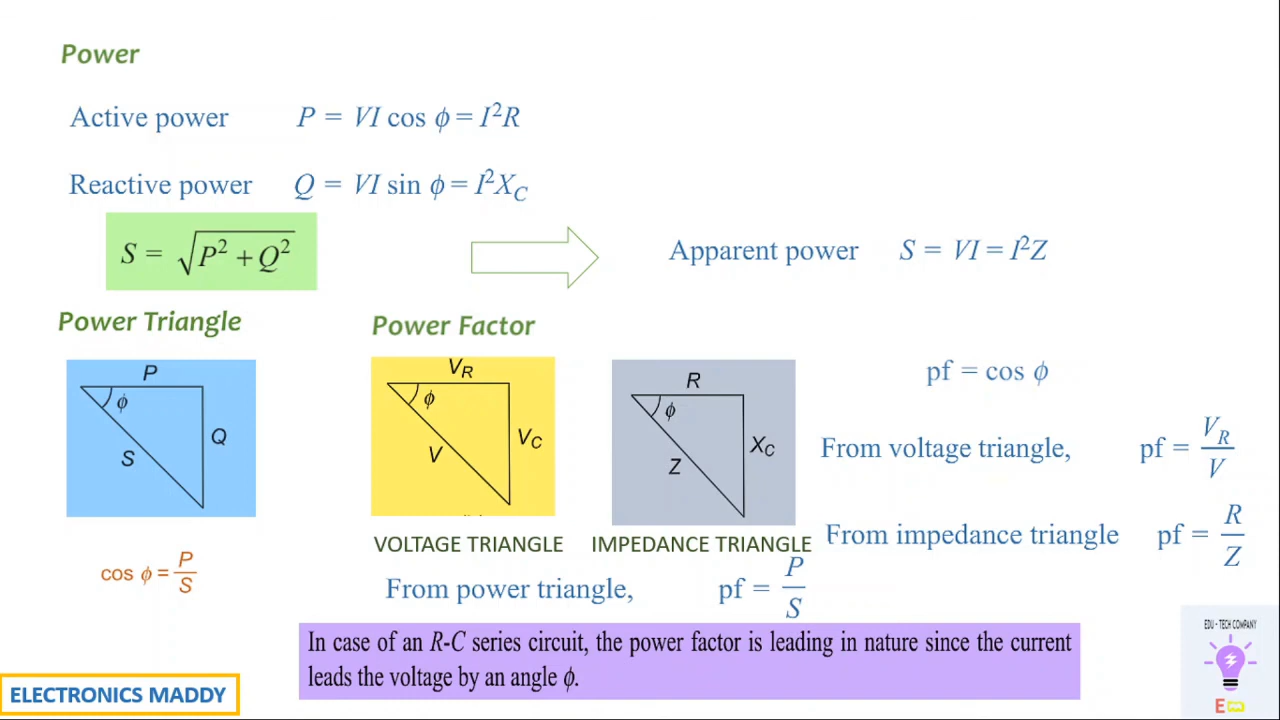 Power
Active power P = VI cos ϕ = I²R
Reactive power Q = VI sin ϕ = I²X_C
S = √(P² + Q²)
Apparent power S = VI = I²Z
Power Triangle
P
ϕ
Q
S
cos ϕ = P/S
Power Factor
V_R
ϕ
V_C
V
VOLTAGE TRIANGLE
R
ϕ
X_C
Z
IMPEDANCE TRIANGLE
pf = cos ϕ
From voltage triangle, pf = V_R/V
From impedance triangle pf = R/Z
From power triangle, pf = P/S
In case of an R-C series circuit, the power factor is leading in nature since the current
leads the voltage by an angle ϕ.
ELECTRONICS MADDY
EDU - TECH COMPANY